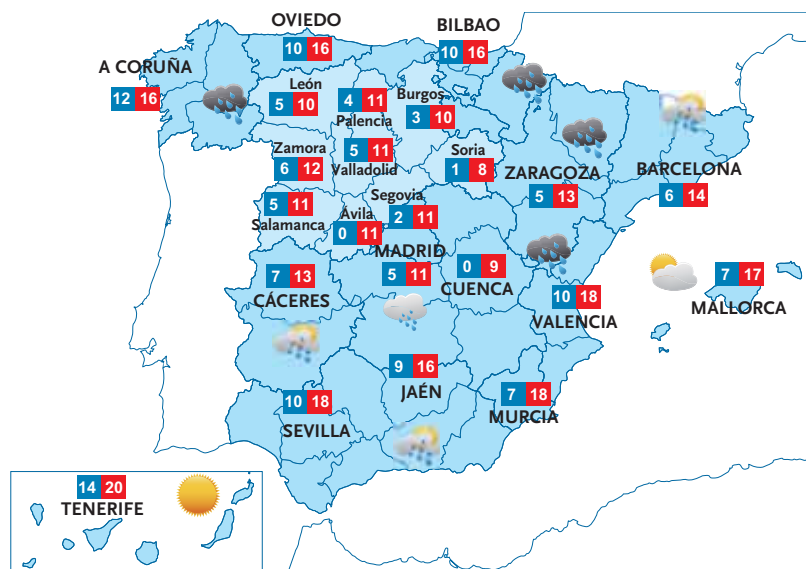 OVIEDO
10 16
BILBAO
10 16
A CORUÑA
12 16
León
5 10
4 11
Palencia
Burgos
3 10
Zamora
6 12
5 11
Valladolid
Soria
1 8
ZARAGOZA
5 13
BARCELONA
6 14
5 11
Salamanca
Ávila
0 11
Segovia
2 11
MADRID
5 11
0 9
CUENCA
7 13
CÁCERES
10 18
VALENCIA
7 17
MALLORCA
9 16
JAÉN
10 18
SEVILLA
7 18
MURCIA
14 20
TENERIFE